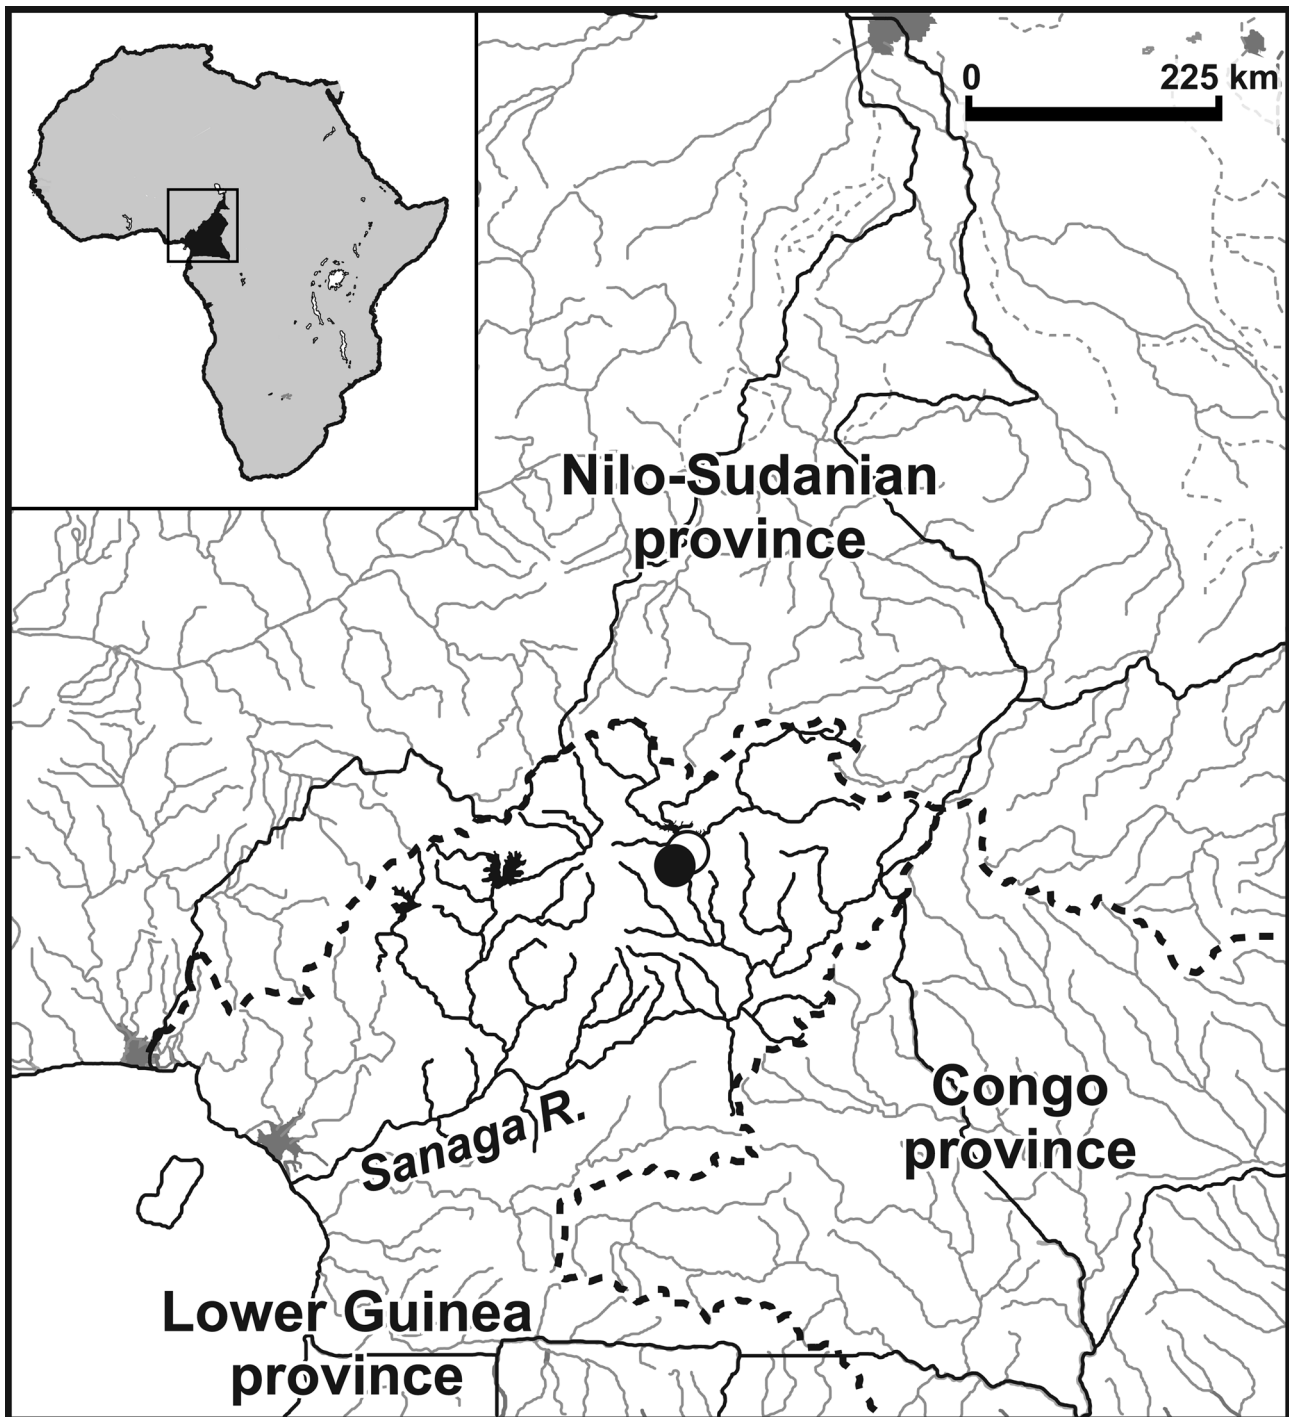 0 225 km
Nilo-Sudanian
province
Congo
province
Sanaga R.
Lower Guinea
province